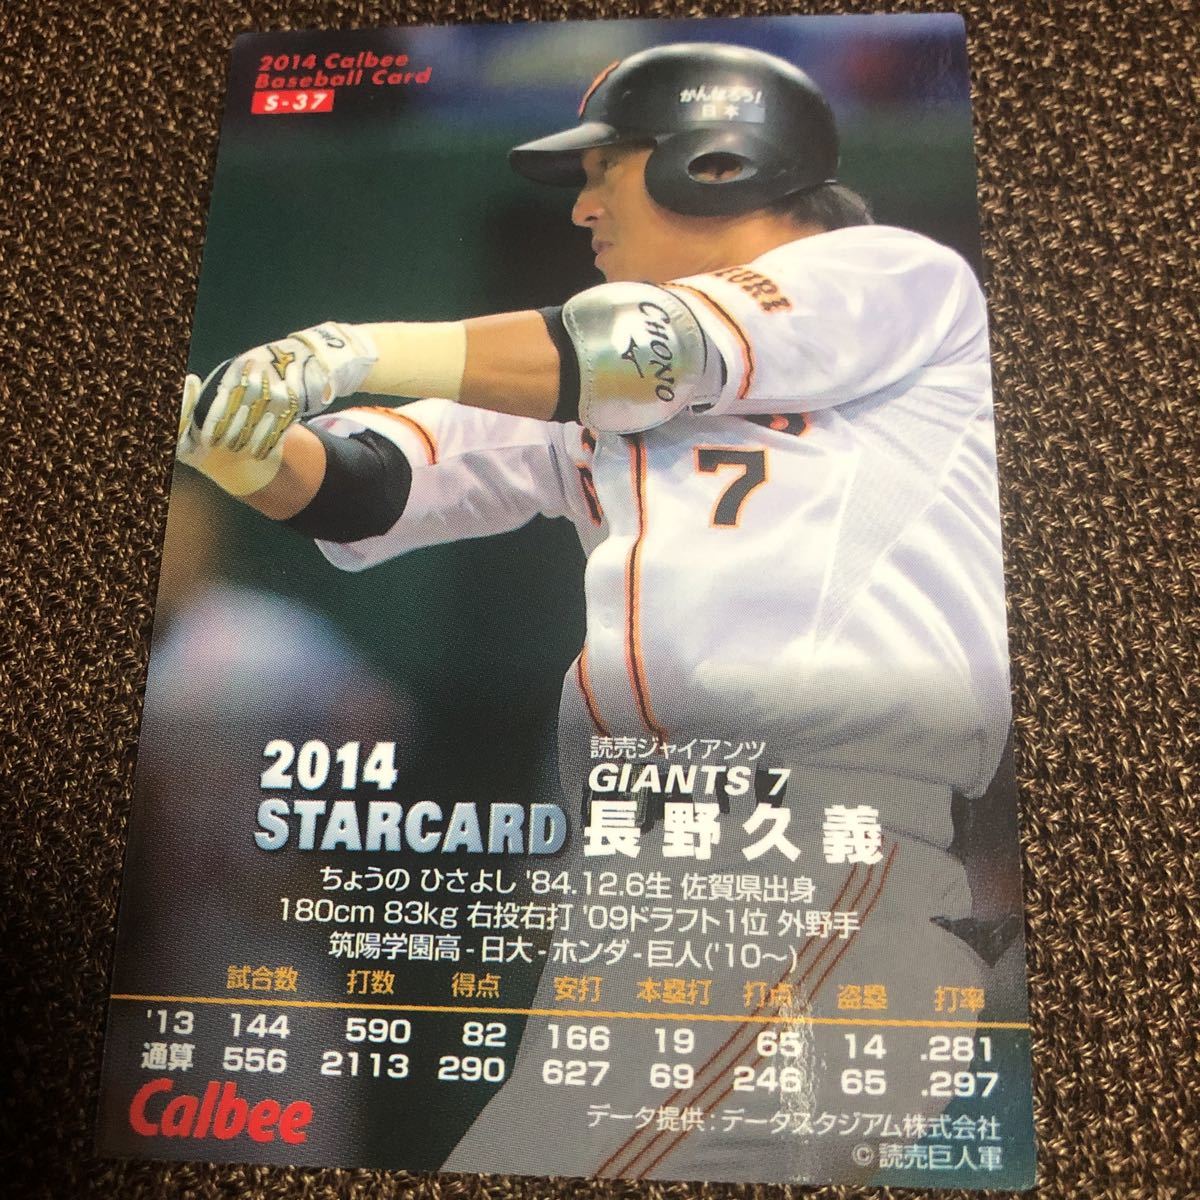 2014 Calbee
Baseball Card
S-37
がんばろう!
日本
CHONO
7
2014
STARCARD
読売ジャイアンツ
GIANTS 7
長野久義
ちょうの ひさよし '84.12.6生 佐賀県出身
180cm 83kg 右投右打 '09ドラフト1位 外野手
筑陽学園高-日大-ホンダ-巨人('10〜)
試合数 打数 得点 安打 本塁打 打点 盗塁 打率
'13 144 590 82 166 19 65 14 .281
通算 556 2113 290 627 69 246 65 .297
Calbee
データ提供:データスタジアム株式会社
©読売巨人軍